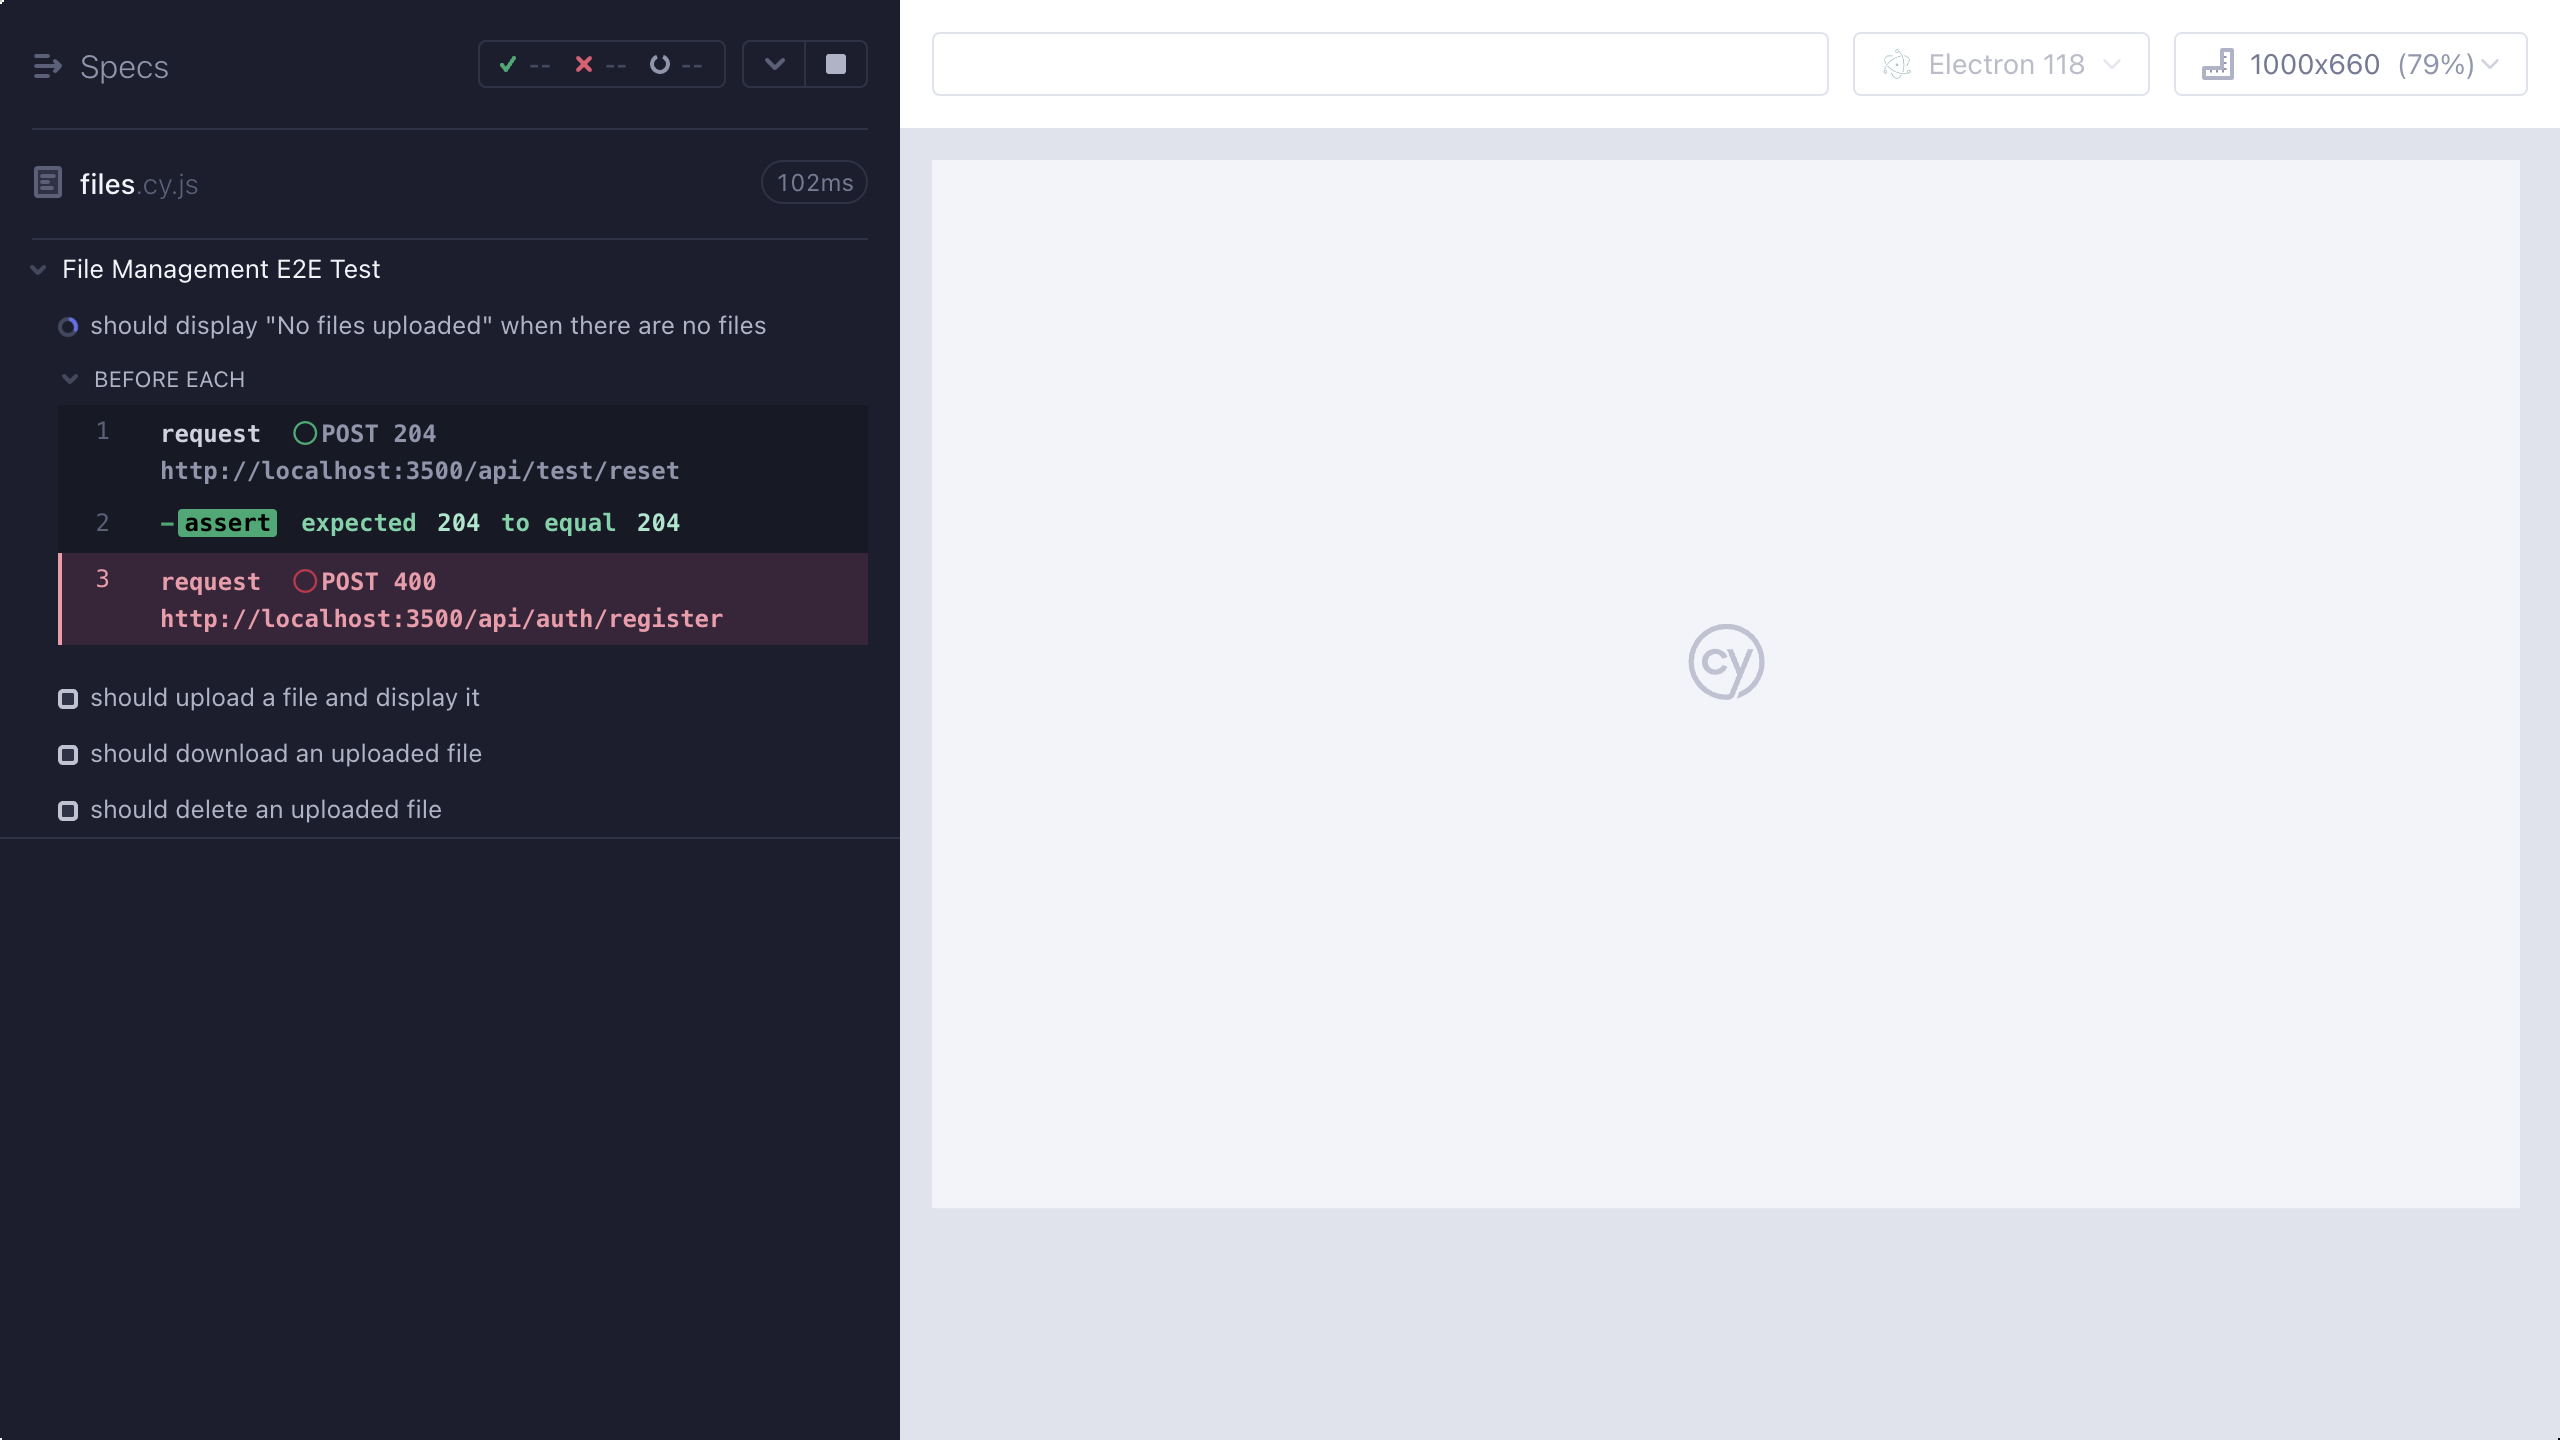 Specs
-- -- --
files.cy.js
102ms
File Management E2E Test
should display "No files uploaded" when there are no files
BEFORE EACH
1 request POST 204
http://localhost:3500/api/test/reset
2 -assert expected 204 to equal 204
3 request POST 400
http://localhost:3500/api/auth/register
should upload a file and display it
should download an uploaded file
should delete an uploaded file
Electron 118
1000x660 (79%)
cy